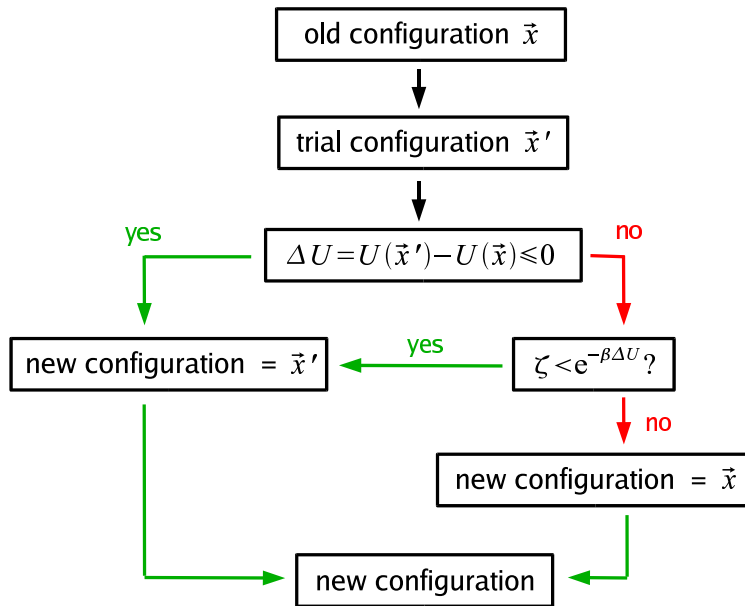 old configuration x⃗
trial configuration x⃗′
yes
no
ΔU=U(x⃗′)−U(x⃗)⩽0
yes
new configuration = x⃗′
ζ<e^−βΔU?
no
new configuration = x⃗
new configuration